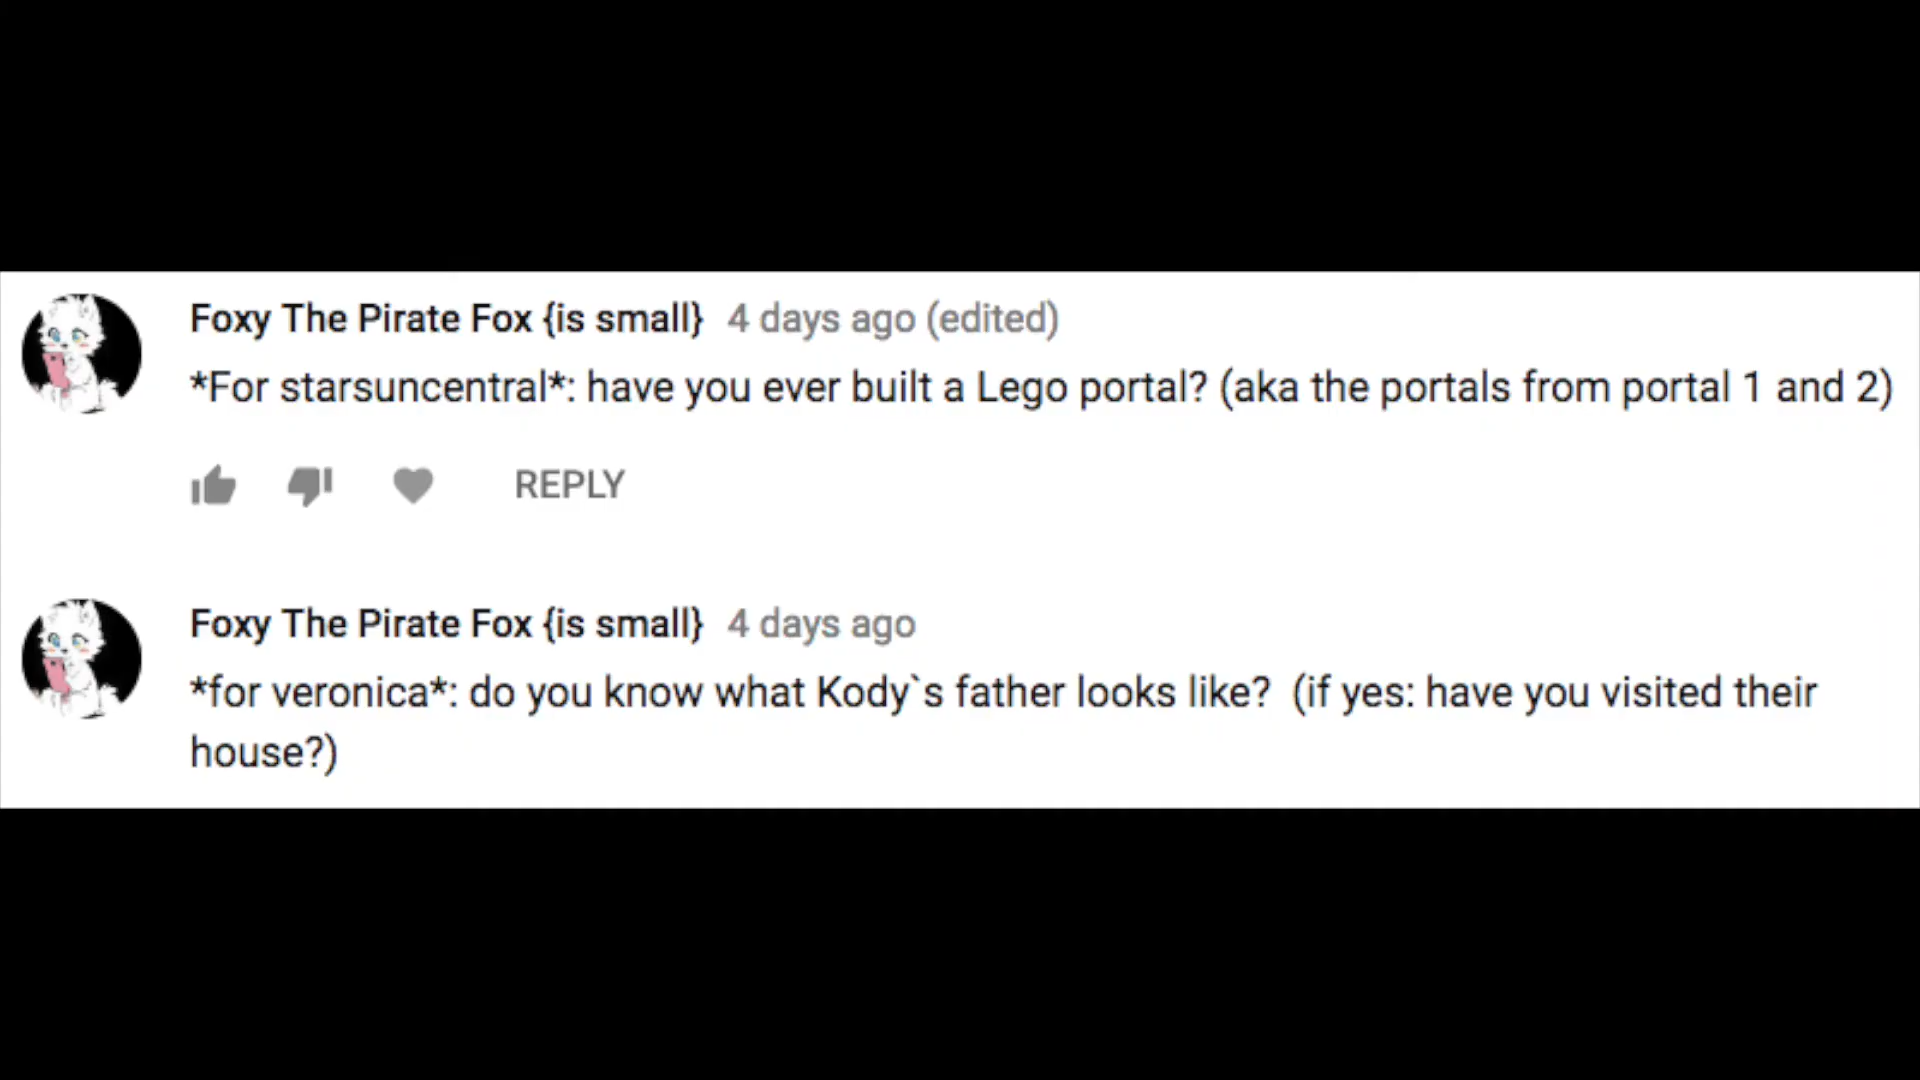 Foxy The Pirate Fox {is small} 4 days ago (edited)
*For starsuncentral*: have you ever built a Lego portal? (aka the portals from portal 1 and 2)
REPLY
Foxy The Pirate Fox {is small} 4 days ago
*for veronica*: do you know what Kody`s father looks like?  (if yes: have you visited their
house?)